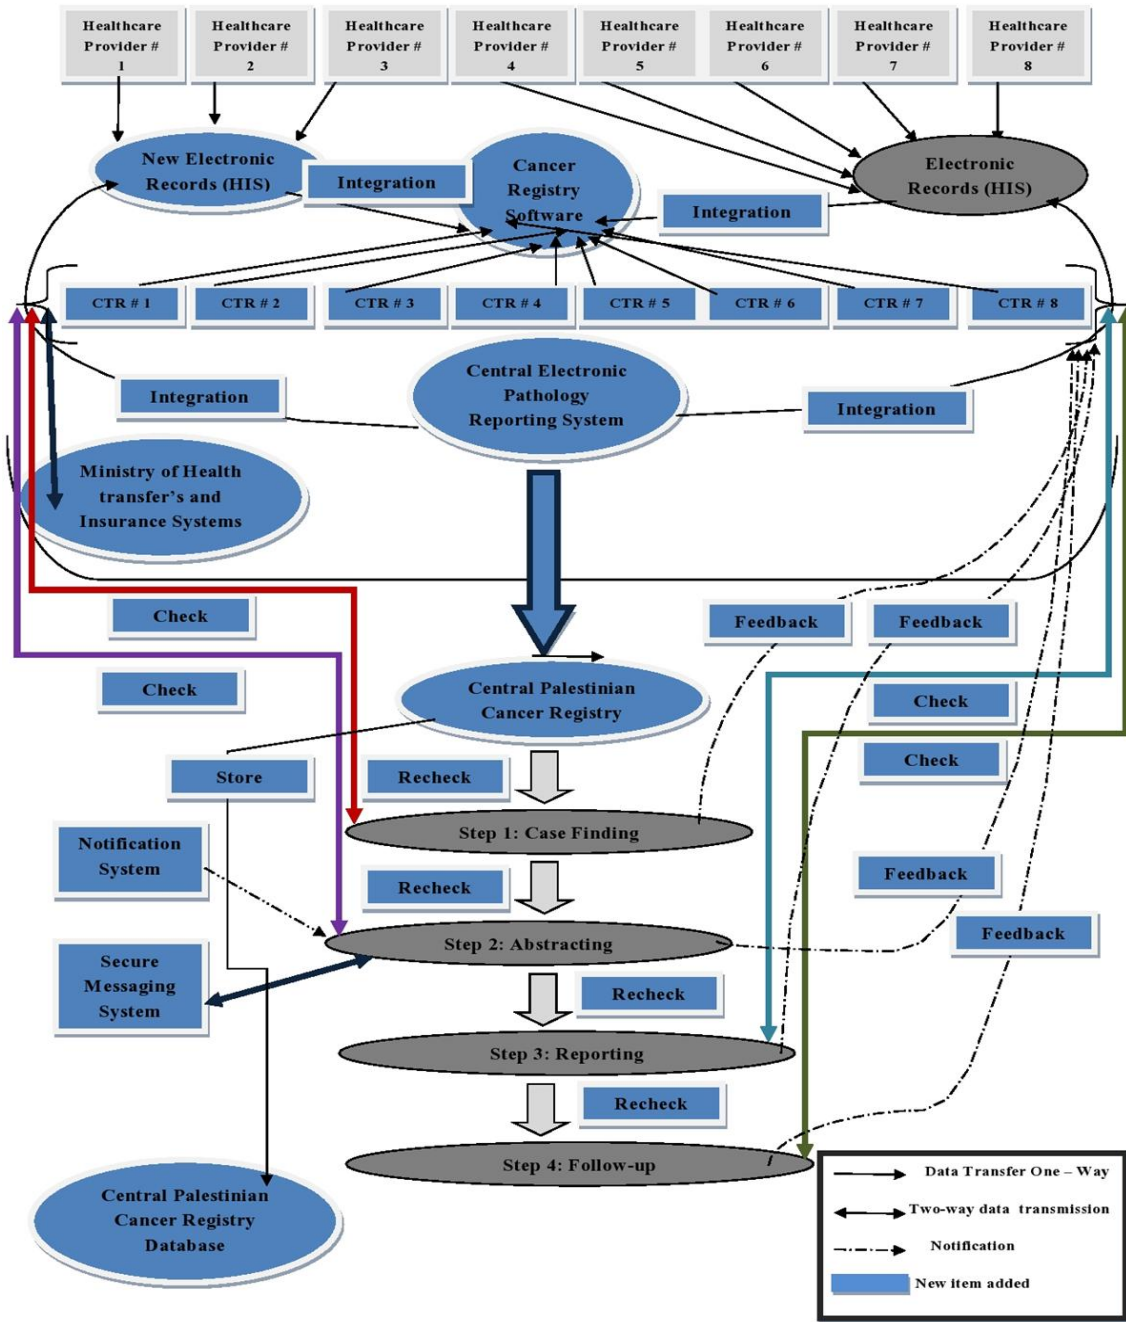 Healthcare
Provider #
1
Healthcare
Provider #
2
Healthcare
Provider #
3
Healthcare
Provider #
4
Healthcare
Provider #
5
Healthcare
Provider #
6
Healthcare
Provider #
7
Healthcare
Provider #
8
New Electronic
Records (HIS)
Integration
Cancer
Registry
Software
Integration
Electronic
Records (HIS)
CTR # 1
CTR # 2
CTR # 3
CTR # 4
CTR # 5
CTR # 6
CTR # 7
CTR # 8
Integration
Central Electronic
Pathology
Reporting System
Integration
Ministry of Health
transfer's and
Insurance Systems
Check
Feedback
Feedback
Check
Central Palestinian
Cancer Registry
Check
Check
Store
Recheck
Step 1: Case Finding
Notification
System
Recheck
Feedback
Step 2: Abstracting
Feedback
Secure
Messaging
System
Recheck
Step 3: Reporting
Recheck
Step 4: Follow-up
Central Palestinian
Cancer Registry
Database
Data Transfer One – Way
Two-way data transmission
Notification
New item added